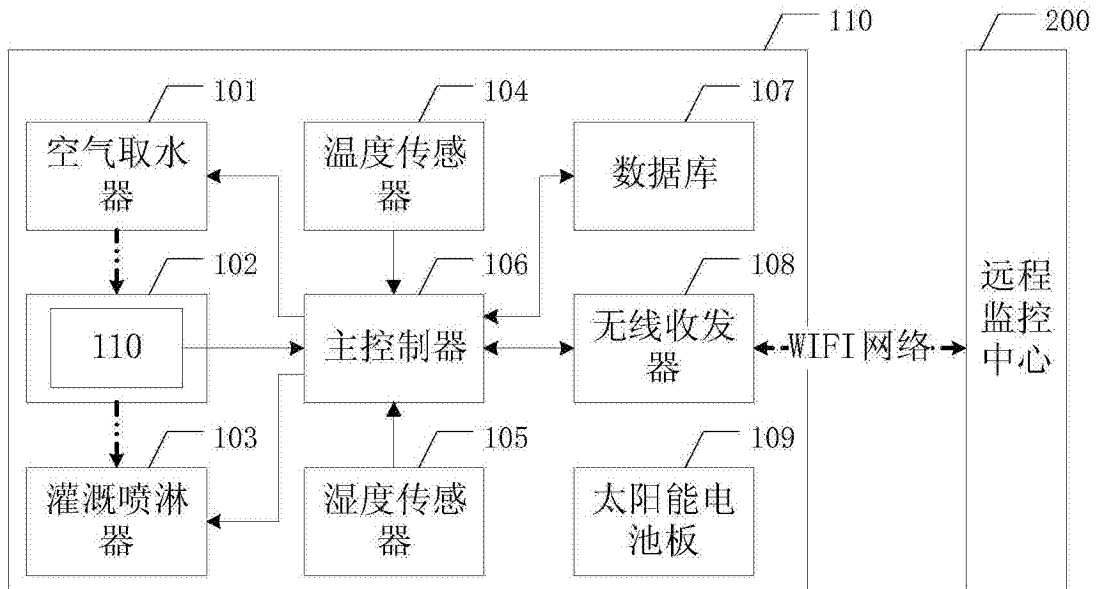 110
200
101
104
107
空气取水
器
温度传感
器
数据库
102
106
108
110
主控制器
无线收发
器
WIFI网络
远程
监控
中心
103
105
109
灌溉喷淋
器
湿度传感
器
太阳能电
池板